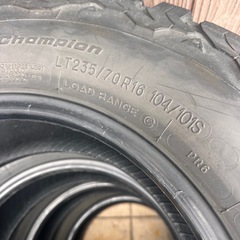 Champion
LT235/70R16 104/101S
LOAD RANGE C
PR6